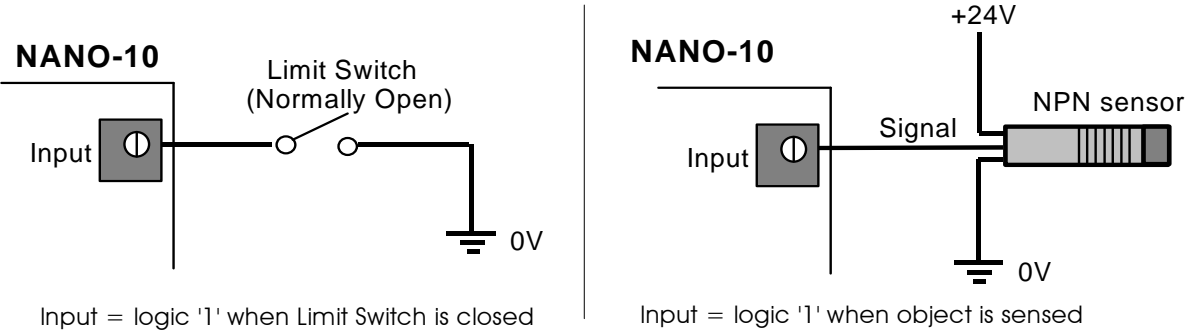 NANO-10
Limit Switch
(Normally Open)
Input
0V
Input = logic '1' when Limit Switch is closed
+24V
NANO-10
NPN sensor
Signal
Input
0V
Input = logic '1' when object is sensed